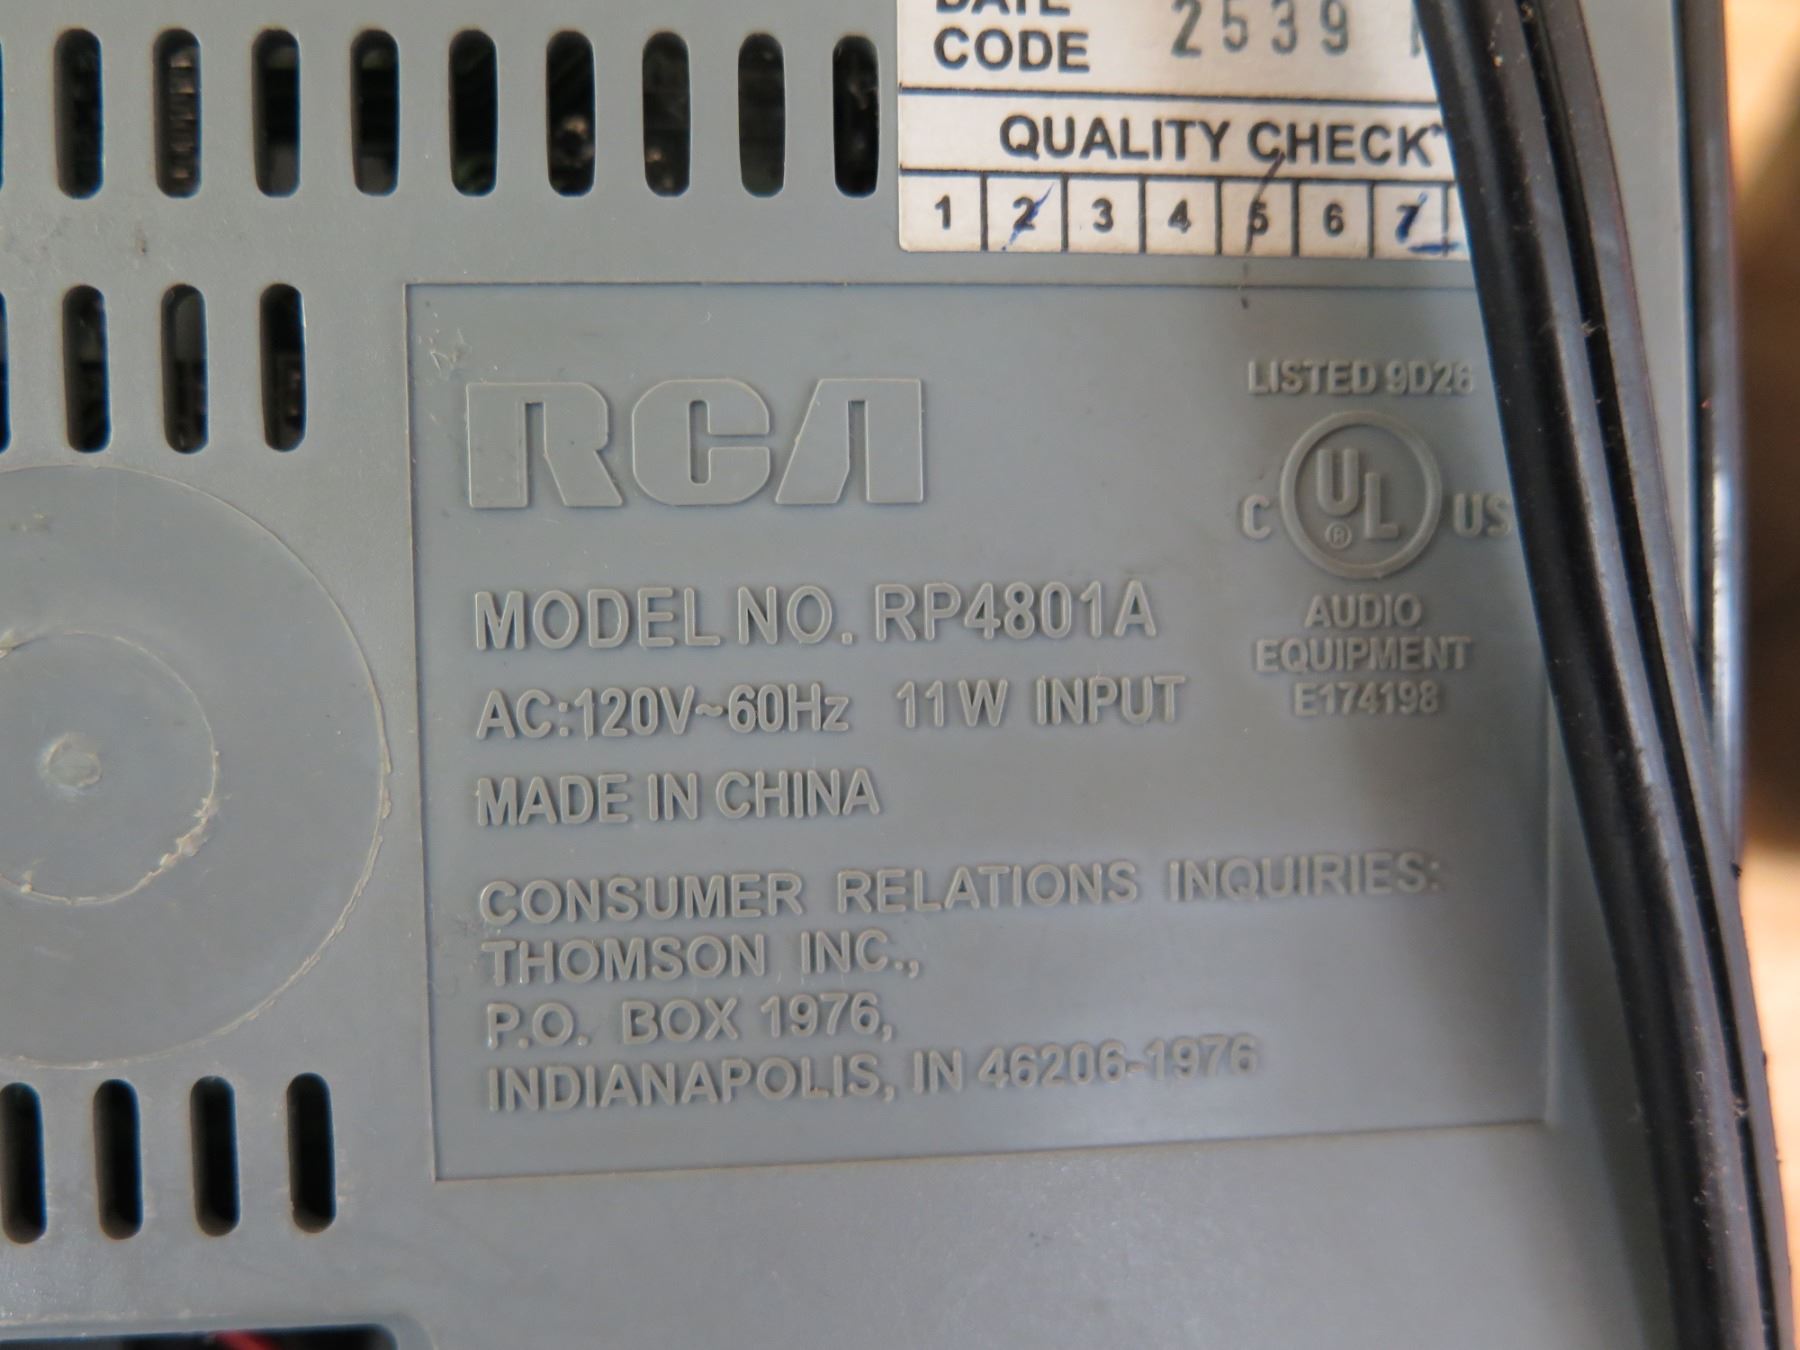 DATE
CODE 2539
QUALITY CHECK
1 2 3 4 5 6 7
RCA
LISTED 9D26
C UL ® US
MODEL NO. RP4801A
AUDIO
EQUIPMENT
E174198
AC:120V~60Hz 11W INPUT
MADE IN CHINA
CONSUMER RELATIONS INQUIRIES:
THOMSON INC.,
P.O. BOX 1976,
INDIANAPOLIS, IN 46206-1976